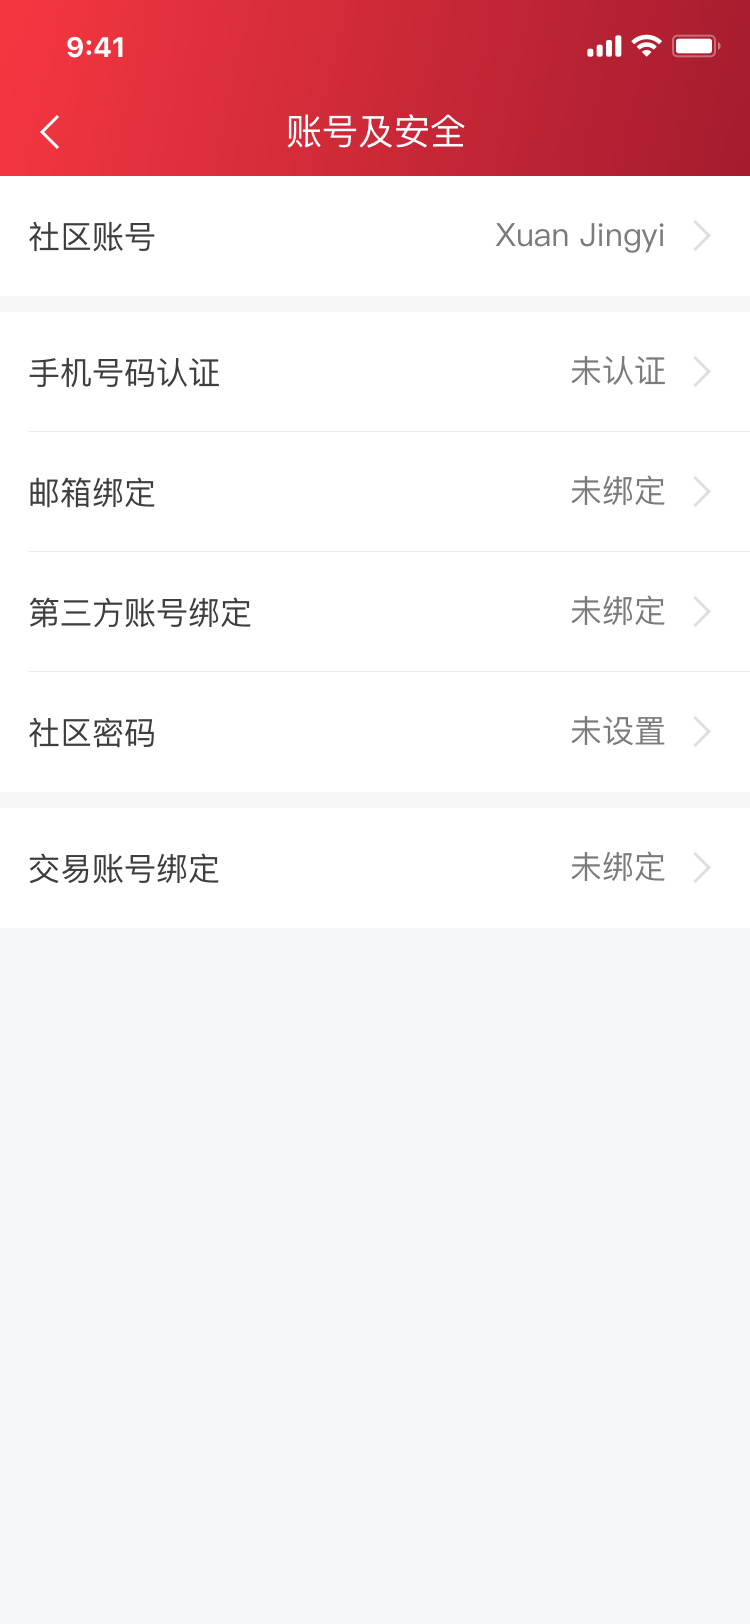 9:41
账号及安全
社区账号 Xuan Jingyi
手机号码认证 未认证
邮箱绑定 未绑定
第三方账号绑定 未绑定
社区密码 未设置
交易账号绑定 未绑定